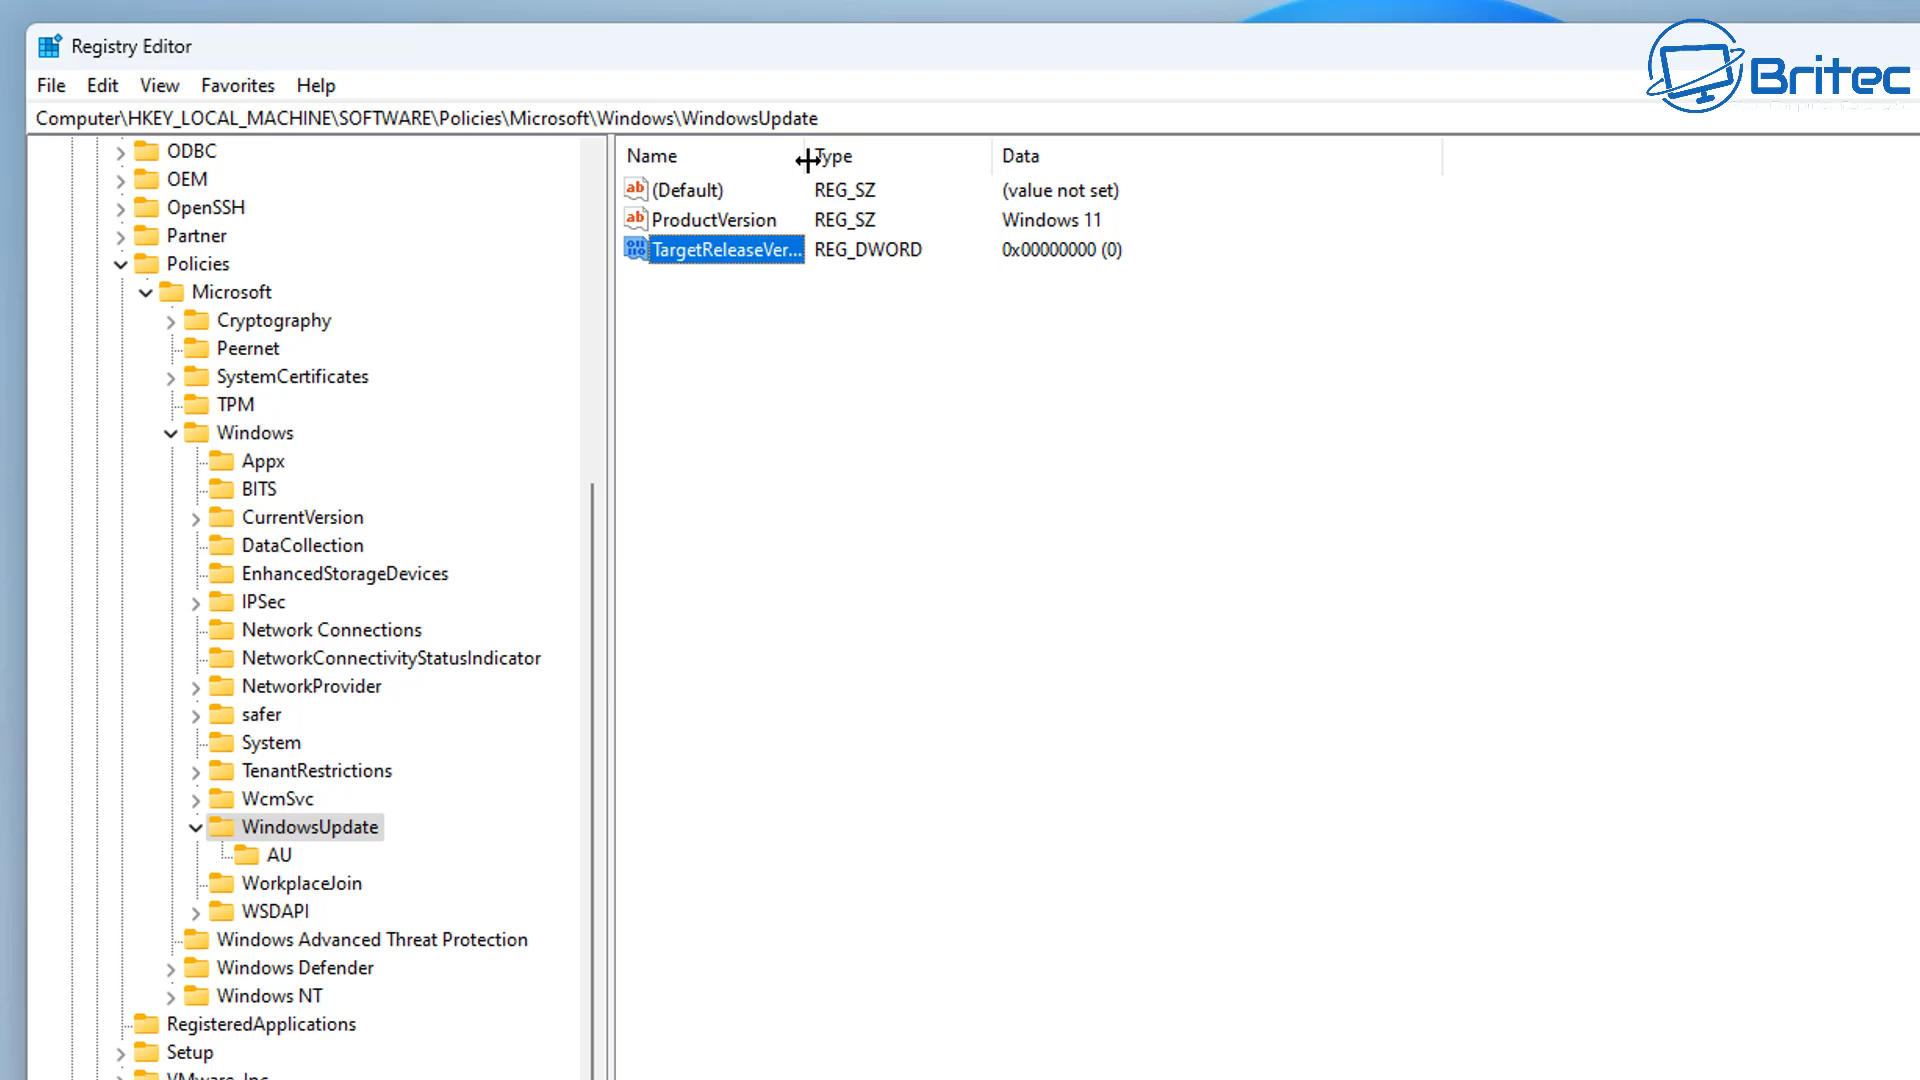 Registry Editor
Britec
File Edit View Favorites Help
Computer\HKEY_LOCAL_MACHINE\SOFTWARE\Policies\Microsoft\Windows\WindowsUpdate
ODBC
OEM
OpenSSH
Partner
Policies
Microsoft
Cryptography
Peernet
SystemCertificates
TPM
Windows
Appx
BITS
CurrentVersion
DataCollection
EnhancedStorageDevices
IPSec
Network Connections
NetworkConnectivityStatusIndicator
NetworkProvider
safer
System
TenantRestrictions
WcmSvc
WindowsUpdate
AU
WorkplaceJoin
WSDAPI
Windows Advanced Threat Protection
Windows Defender
Windows NT
RegisteredApplications
Setup
VMware, Inc.
Name Type Data
(Default) REG_SZ (value not set)
ProductVersion REG_SZ Windows 11
TargetReleaseVer... REG_DWORD 0x00000000 (0)